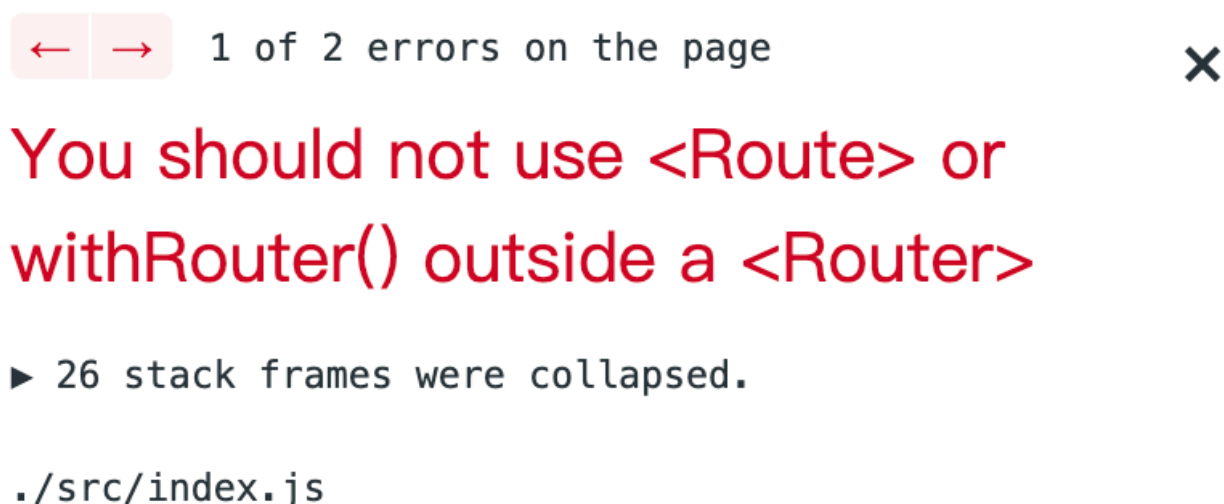 ← → 1 of 2 errors on the page ×
You should not use <Route> or
withRouter() outside a <Router>
▶ 26 stack frames were collapsed.
./src/index.js